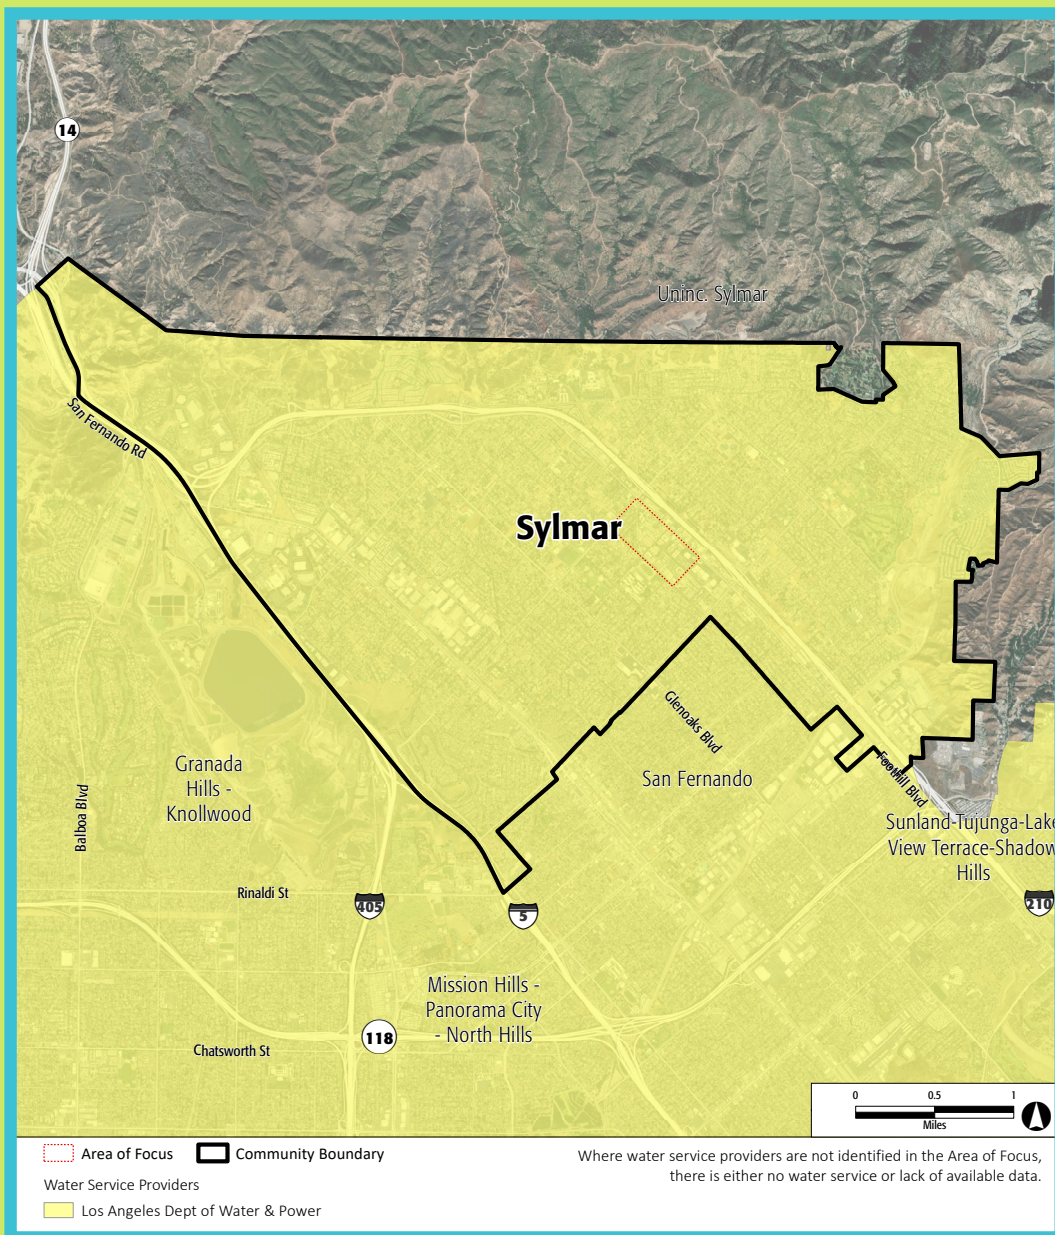 14
Uninc. Sylmar
San Fernando Rd
Sylmar
Glenoaks Blvd
San Fernando
Foothill Blvd
Granada
Hills -
Knollwood
Balboa Blvd
Sunland-Tujunga-Lake
View Terrace-Shadow
Hills
Rinaldi St
405
5
210
Mission Hills -
Panorama City
- North Hills
118
Chatsworth St
0 0.5 1
Miles
Area of Focus
Community Boundary
Where water service providers are not identified in the Area of Focus,
there is either no water service or lack of available data.
Water Service Providers
Los Angeles Dept of Water & Power